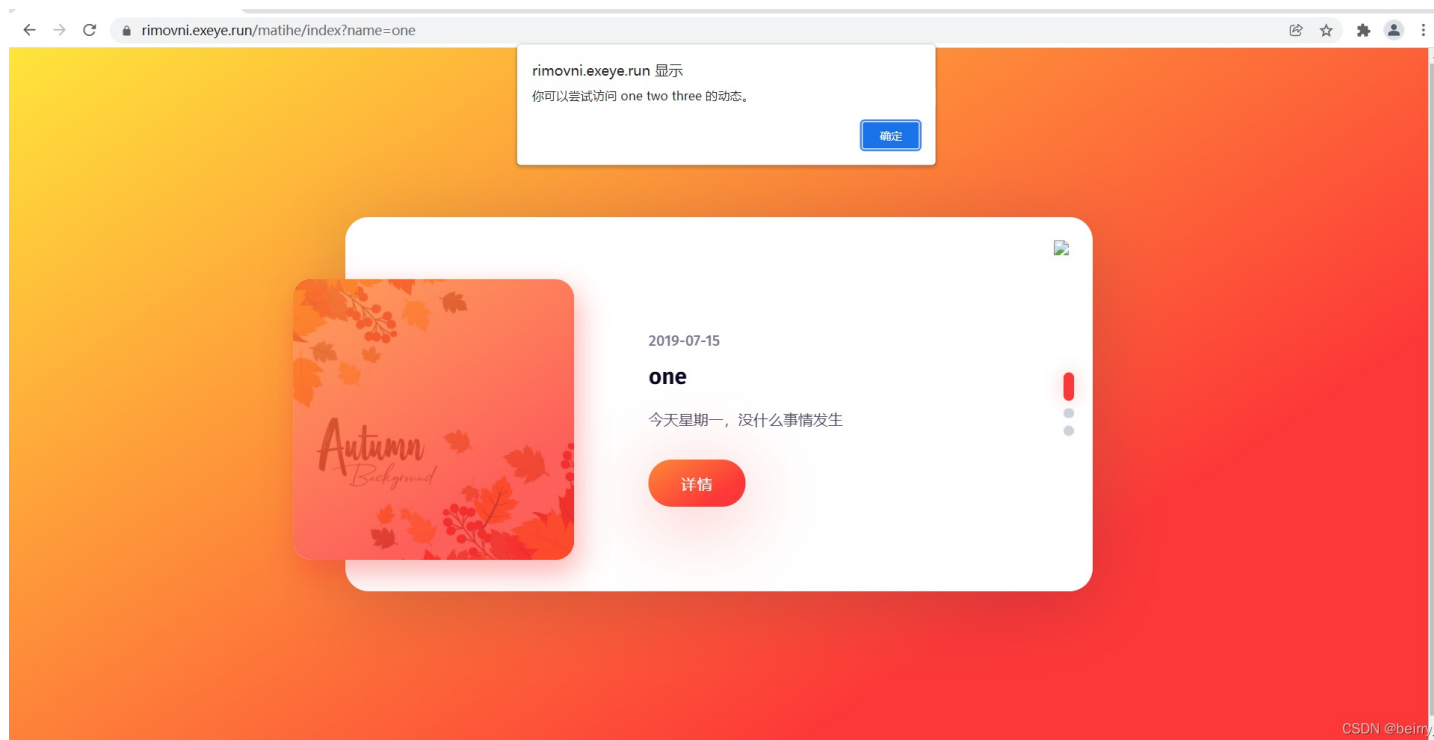 rimovni.exeye.run/matihe/index?name=one
rimovni.exeye.run 显示
你可以尝试访问 one two three 的动态。
确定
2019-07-15
one
今天星期一，没什么事情发生
详情
Autumn
Background
CSDN @beirry